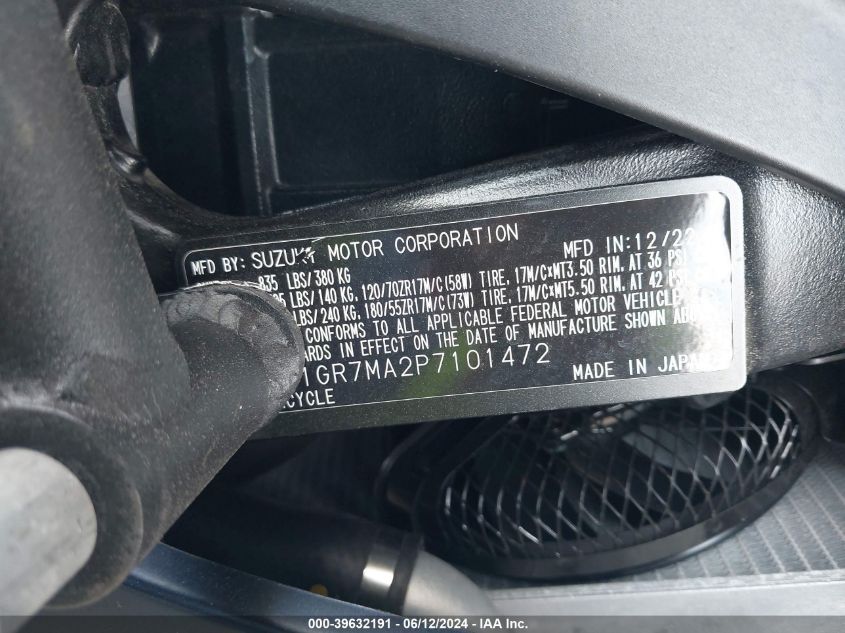 MFD BY: SUZUKI MOTOR CORPORATION MFD IN:12/22
835 LBS/ 380 KG
LBS/ 140 KG, 120/70ZR17M/C(58W) TIRE, 17M/C×MT3.50 RIM, AT 36 PSI
LBS/ 240 KG, 180/55ZR17M/C(73W) TIRE, 17M/C×MT5.50 RIM, AT 42 PSI
CONFORMS TO ALL APPLICABLE FEDERAL MOTOR VEHICLE
ARDS IN EFFECT ON THE DATE OF MANUFACTURE SHOWN ABO
1GR7MA2P7101472
CYCLE MADE IN JAPAN
000-39632191 - 06/12/2024 - IAA Inc.